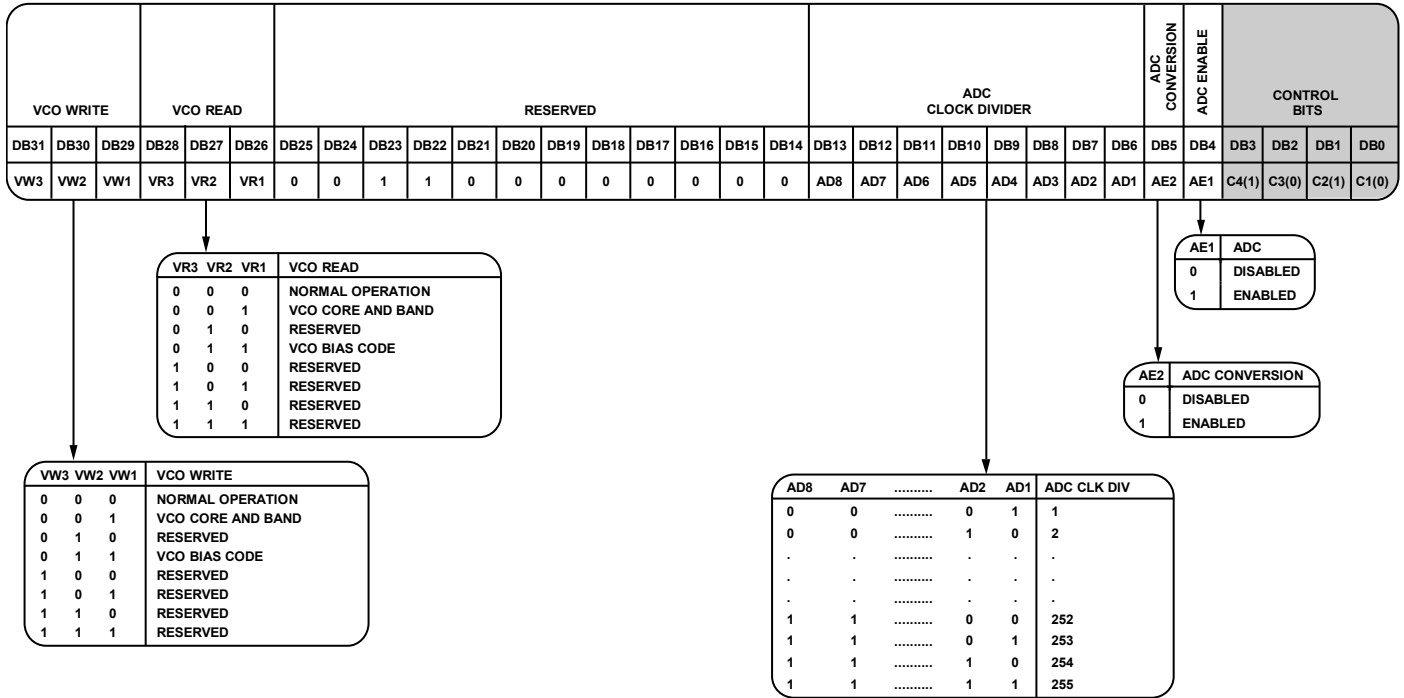 VCO WRITE VCO READ RESERVED ADC CLOCK DIVIDER ADC CONVERSION ADC ENABLE CONTROL BITS
DB31 DB30 DB29 DB28 DB27 DB26 DB25 DB24 DB23 DB22 DB21 DB20 DB19 DB18 DB17 DB16 DB15 DB14 DB13 DB12 DB11 DB10 DB9 DB8 DB7 DB6 DB5 DB4 DB3 DB2 DB1 DB0
VW3 VW2 VW1 VR3 VR2 VR1 0 0 1 1 0 0 0 0 0 0 0 0 AD8 AD7 AD6 AD5 AD4 AD3 AD2 AD1 AE2 AE1 C4(1) C3(0) C2(1) C1(0)
VR3 VR2 VR1 VCO READ
0 0 0 NORMAL OPERATION
0 0 1 VCO CORE AND BAND
0 1 0 RESERVED
0 1 1 VCO BIAS CODE
1 0 0 RESERVED
1 0 1 RESERVED
1 1 0 RESERVED
1 1 1 RESERVED
AE1 ADC
0 DISABLED
1 ENABLED
AE2 ADC CONVERSION
0 DISABLED
1 ENABLED
VW3 VW2 VW1 VCO WRITE
0 0 0 NORMAL OPERATION
0 0 1 VCO CORE AND BAND
0 1 0 RESERVED
0 1 1 VCO BIAS CODE
1 0 0 RESERVED
1 0 1 RESERVED
1 1 0 RESERVED
1 1 1 RESERVED
AD8 AD7 .......... AD2 AD1 ADC CLK DIV
0 0 .......... 0 1 1
0 0 .......... 1 0 2
. . .......... . . .
. . .......... . . .
. . .......... . . .
1 1 .......... 0 0 252
1 1 .......... 0 1 253
1 1 .......... 1 0 254
1 1 .......... 1 1 255